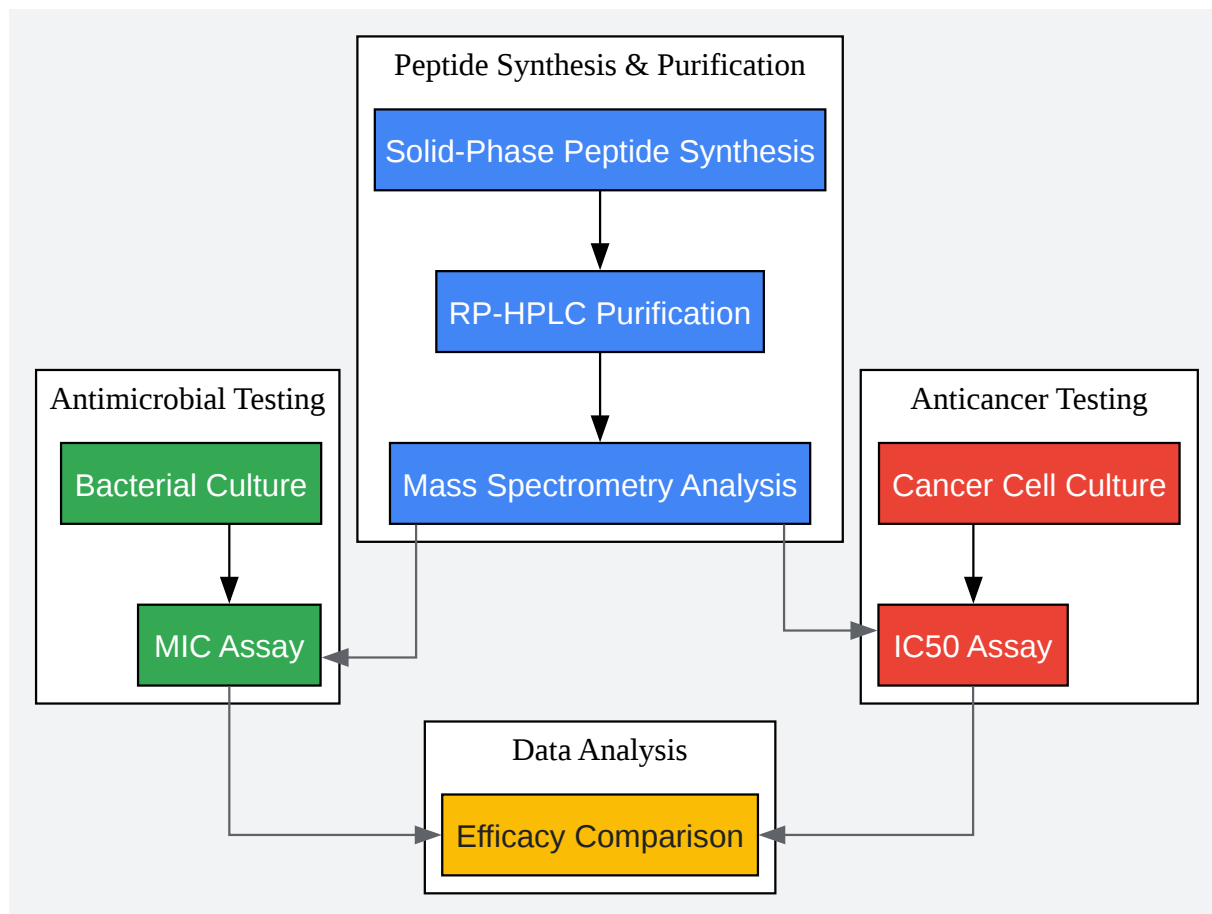 Peptide Synthesis & Purification
Solid-Phase Peptide Synthesis
RP-HPLC Purification
Mass Spectrometry Analysis
Antimicrobial Testing
Bacterial Culture
MIC Assay
Anticancer Testing
Cancer Cell Culture
IC50 Assay
Data Analysis
Efficacy Comparison